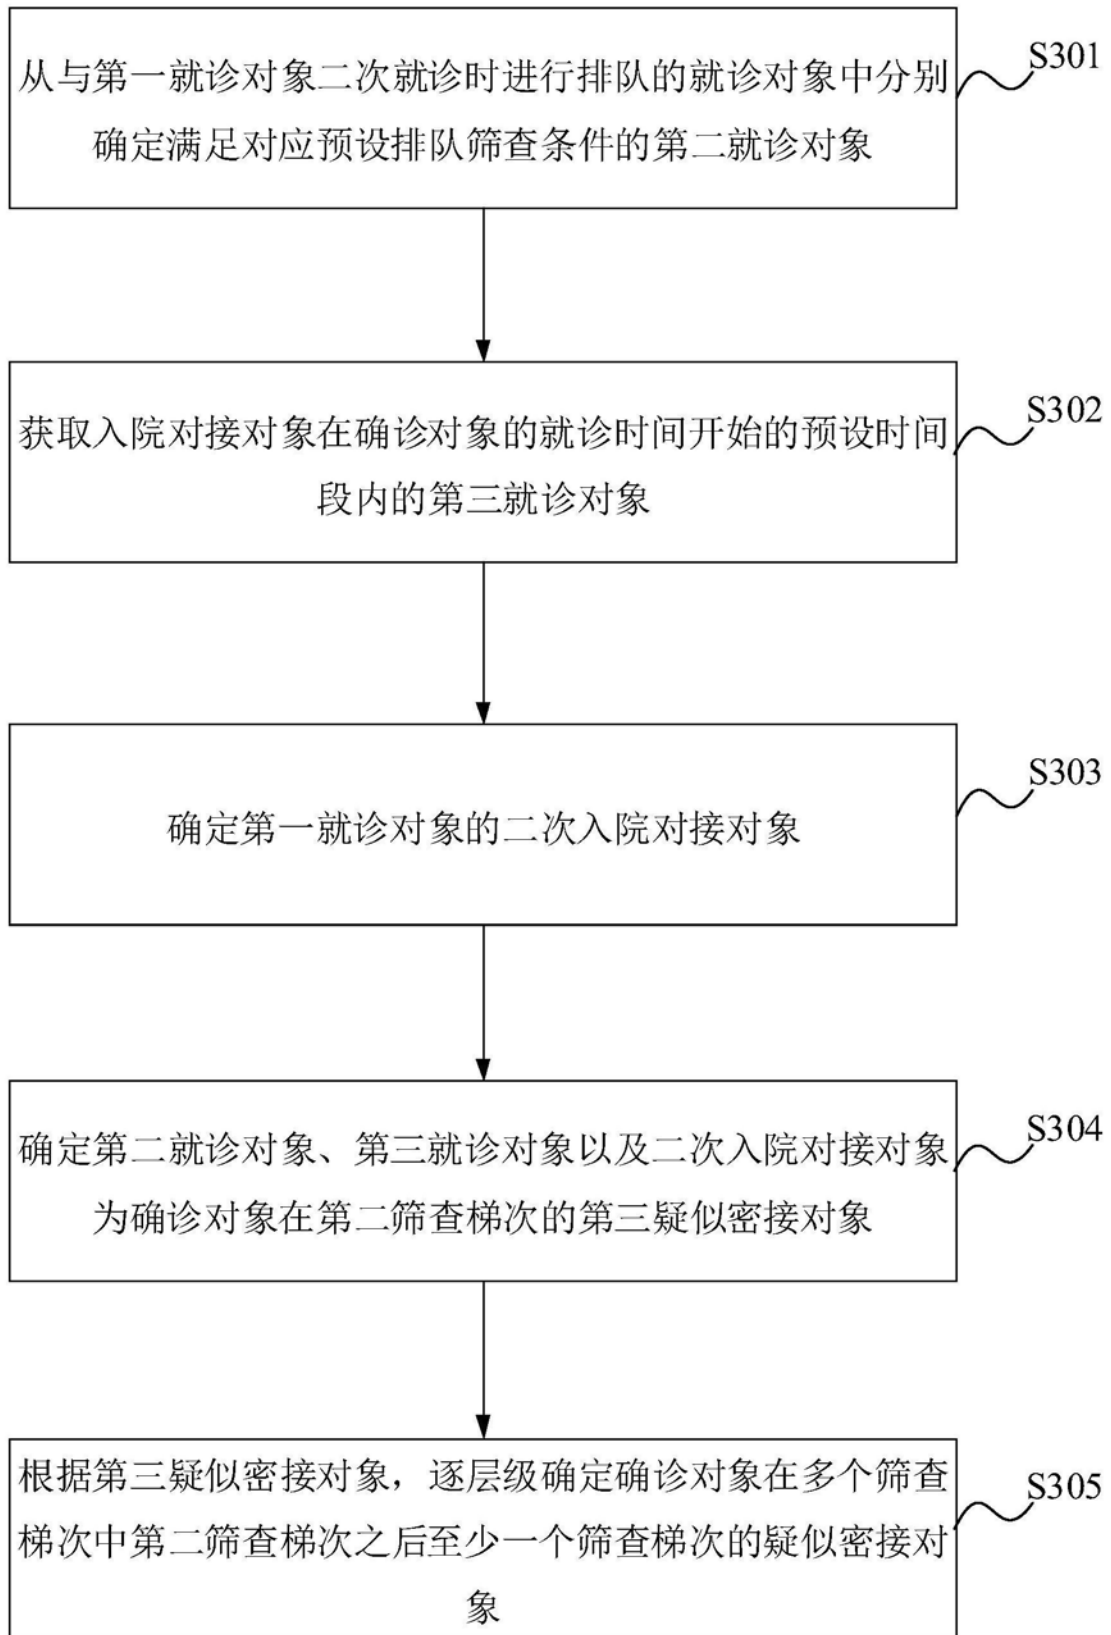 从与第一就诊对象二次就诊时进行排队的就诊对象中分别
确定满足对应预设排队筛查条件的第二就诊对象
S301
获取入院对接对象在确诊对象的就诊时间开始的预设时间
段内的第三就诊对象
S302
确定第一就诊对象的二次入院对接对象
S303
确定第二就诊对象、第三就诊对象以及二次入院对接对象
为确诊对象在第二筛查梯次的第三疑似密接对象
S304
根据第三疑似密接对象，逐层级确定确诊对象在多个筛查
梯次中第二筛查梯次之后至少一个筛查梯次的疑似密接对
象
S305